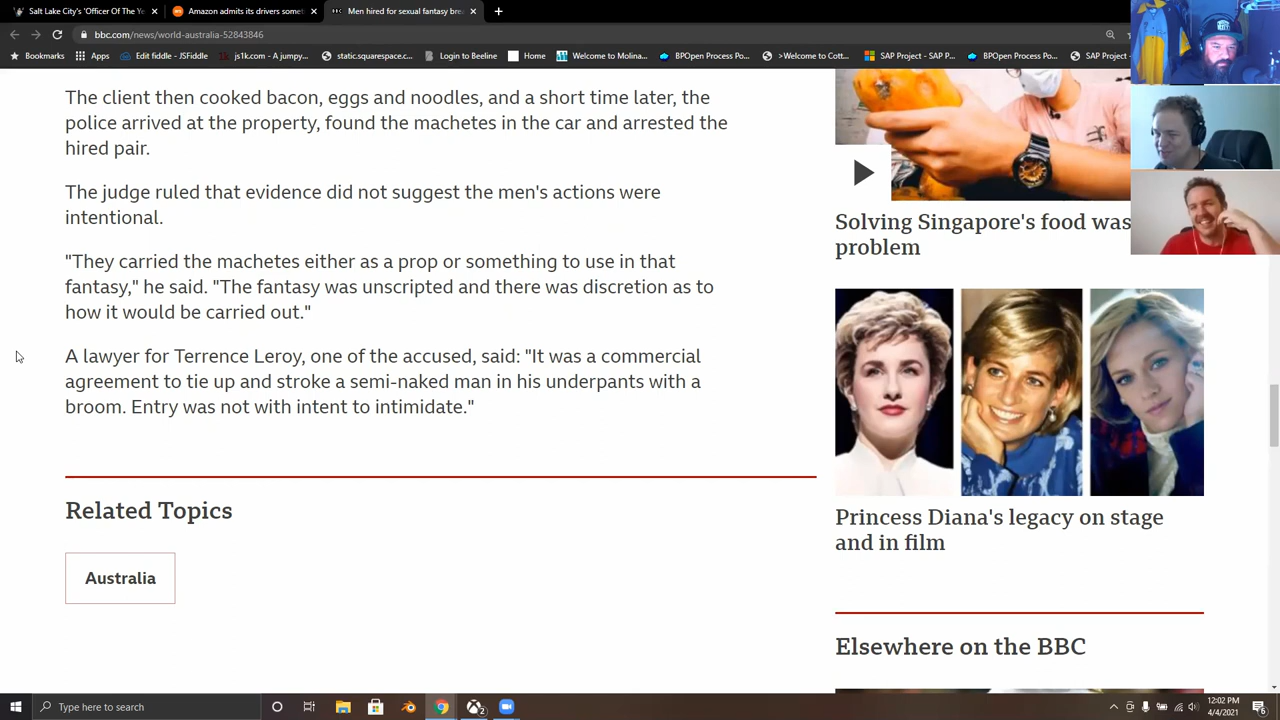 Salt Lake City's 'Officer Of The Ye
Amazon admits its drivers somet
Men hired for sexual fantasy brea
bbc.com/news/world-australia-52843846
Bookmarks
Apps
Edit fiddle - JSFiddle
js1k.com - A jumpy...
static.squarespace.c...
Login to Beeline
Home
Welcome to Molina...
BPOpen Process Po...
>Welcome to Cott...
SAP Project - SAP P...
BPOpen Process Po...
SAP Project - SAP
The client then cooked bacon, eggs and noodles, and a short time later, the
police arrived at the property, found the machetes in the car and arrested the
hired pair.
The judge ruled that evidence did not suggest the men's actions were
intentional.
"They carried the machetes either as a prop or something to use in that
fantasy," he said. "The fantasy was unscripted and there was discretion as to
how it would be carried out."
A lawyer for Terrence Leroy, one of the accused, said: "It was a commercial
agreement to tie up and stroke a semi-naked man in his underpants with a
broom. Entry was not with intent to intimidate."
Related Topics
Australia
Solving Singapore's food was
problem
Princess Diana's legacy on stage
and in film
Elsewhere on the BBC
Type here to search
2
12:02 PM
4/4/2021
6